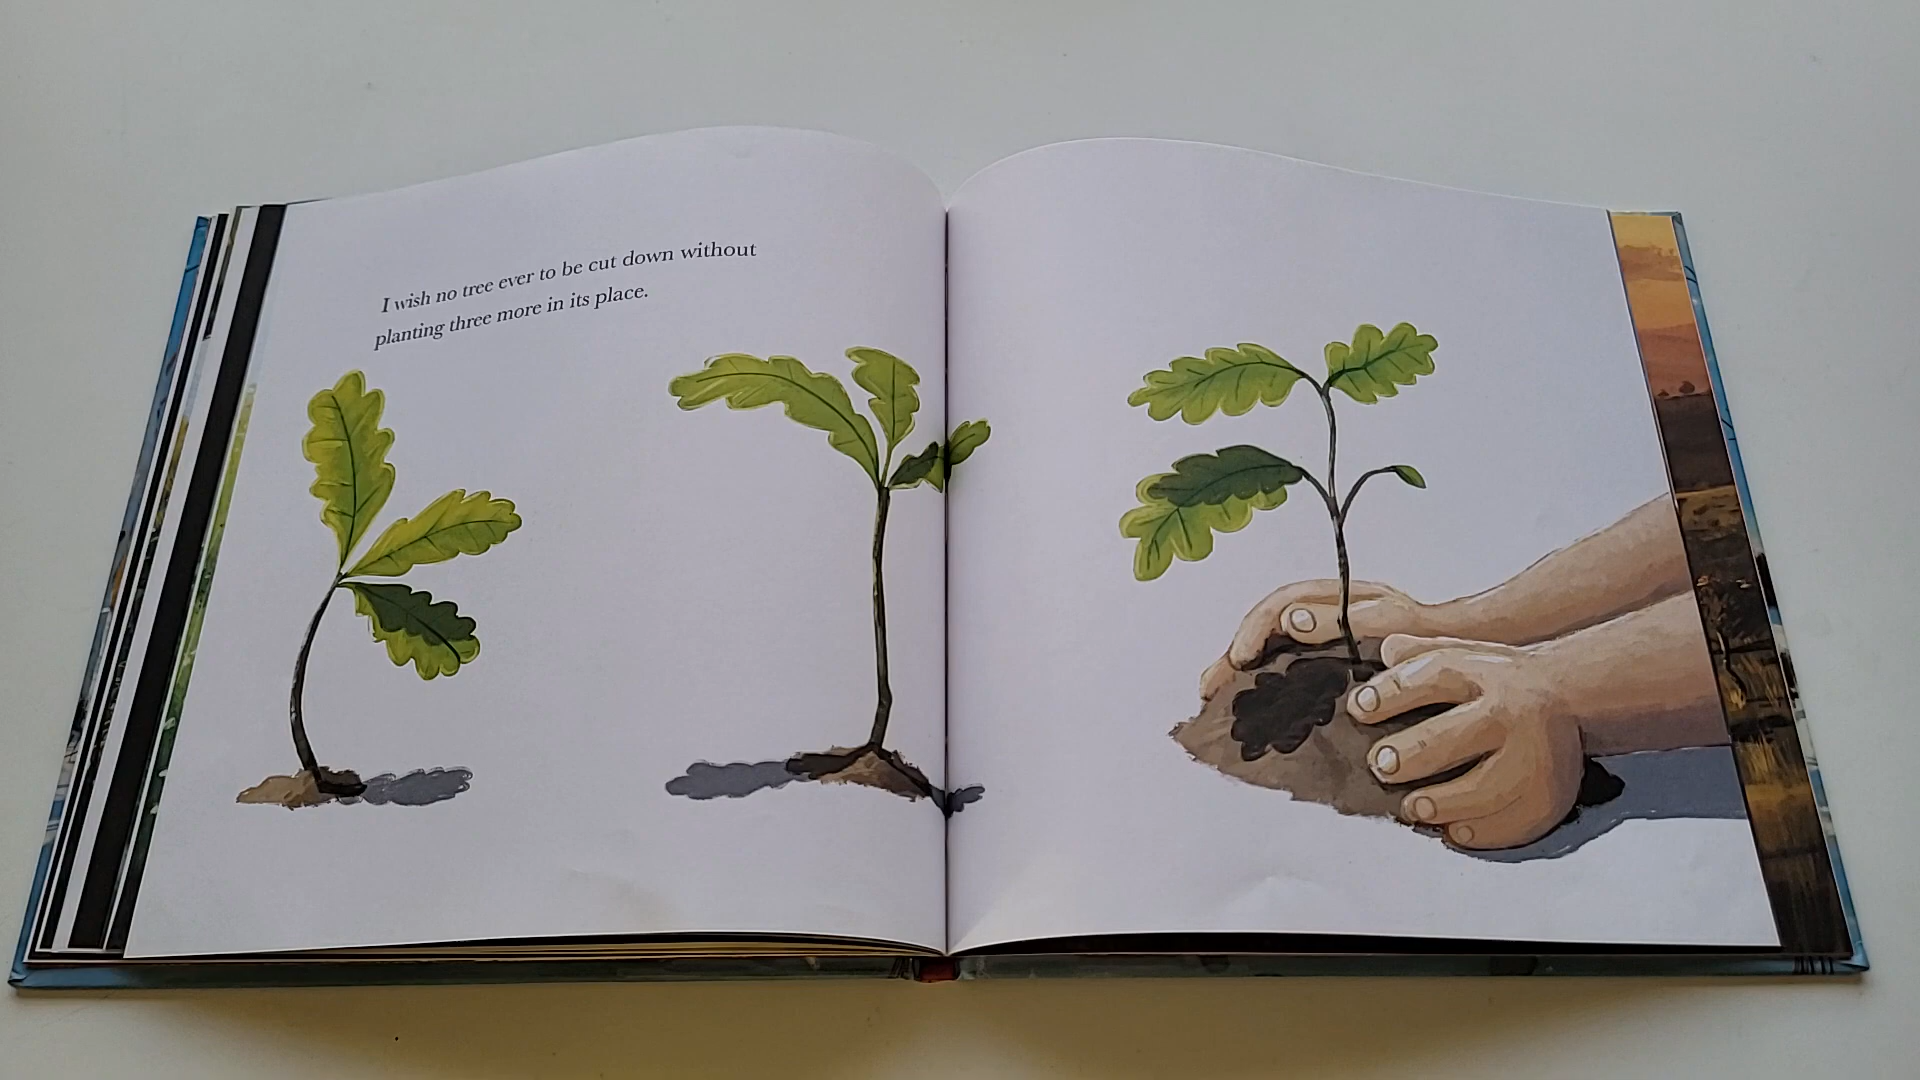 I wish no tree ever to be cut down without
planting three more in its place.